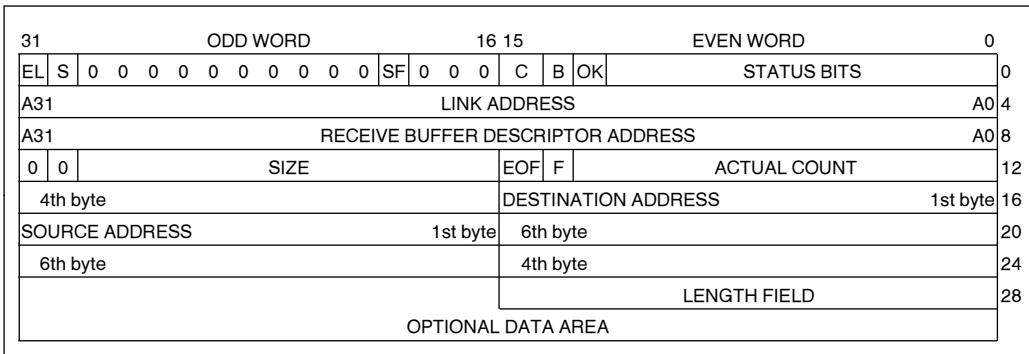 31 ODD WORD 16 15 EVEN WORD 0
EL S 0 0 0 0 0 0 0 0 0 0 SF 0 0 0 C B OK STATUS BITS 0
A31 LINK ADDRESS A0 4
A31 RECEIVE BUFFER DESCRIPTOR ADDRESS A0 8
0 0 SIZE EOF F ACTUAL COUNT 12
4th byte DESTINATION ADDRESS 1st byte 16
SOURCE ADDRESS 1st byte 6th byte 20
6th byte 4th byte 24
LENGTH FIELD 28
OPTIONAL DATA AREA